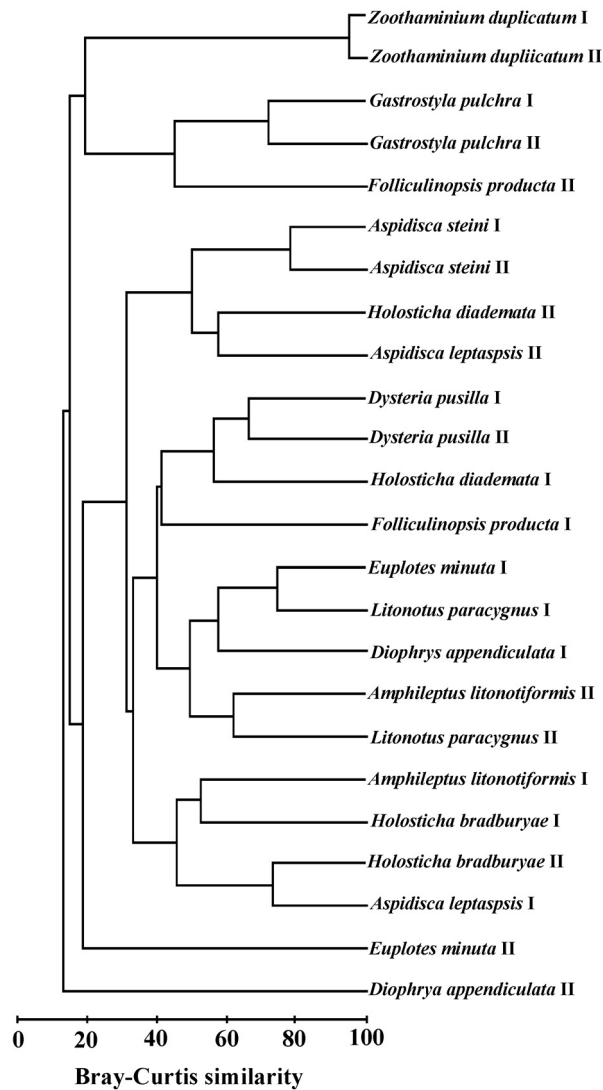 Zoothaminium duplicatum I
Zoothaminium dupliicatum II
Gastrostyla pulchra I
Gastrostyla pulchra II
Folliculinopsis producta II
Aspidisca steini I
Aspidisca steini II
Holosticha diademata II
Aspidisca leptaspsis II
Dysteria pusilla I
Dysteria pusilla II
Holosticha diademata I
Folliculinopsis producta I
Euplotes minuta I
Litonotus paracygnus I
Diophrys appendiculata I
Amphileptus litonotiformis II
Litonotus paracygnus II
Amphileptus litonotiformis I
Holosticha bradburyae I
Holosticha bradburyae II
Aspidisca leptaspsis I
Euplotes minuta II
Diophrya appendiculata II
0 20 40 60 80 100
Bray-Curtis similarity